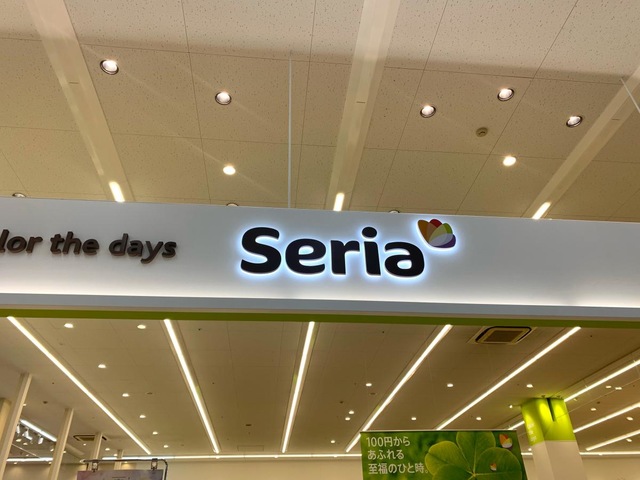 lor the days
Seria
100円から
あふれる
至福のひと時